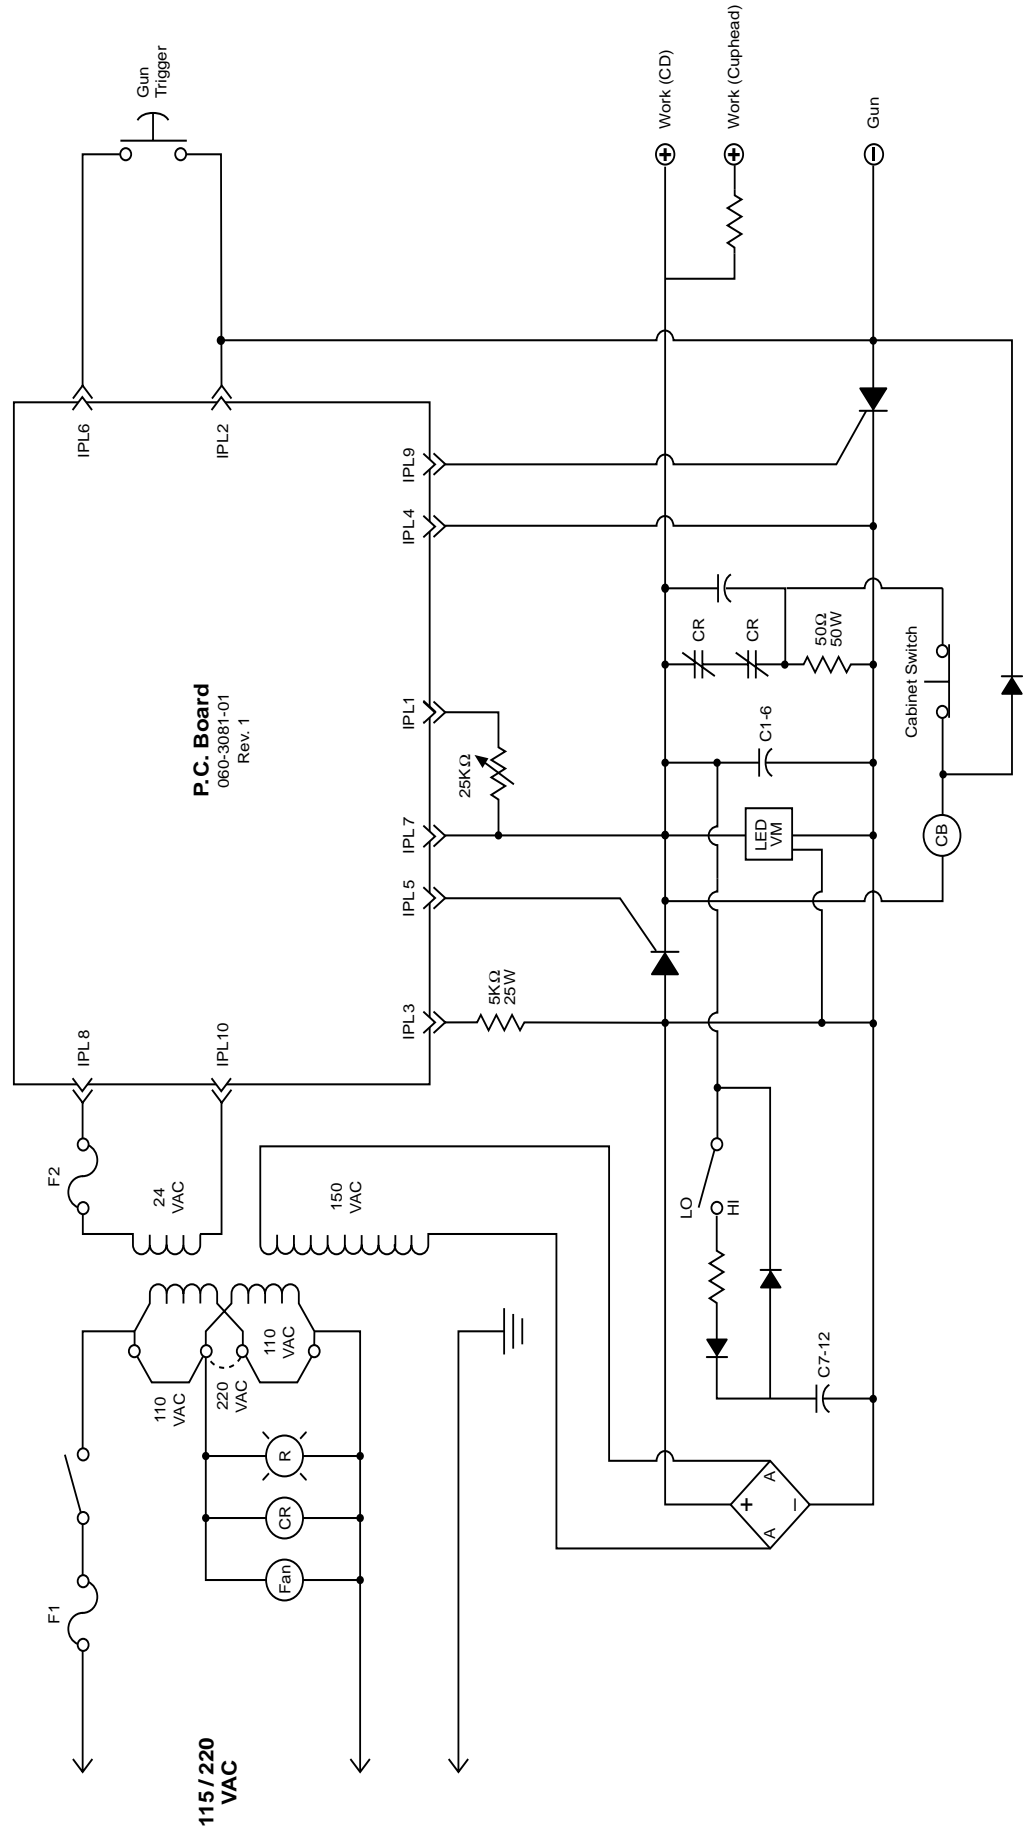 115/220
VAC
F1
Fan
CR
R
110
VAC
220
VAC
110
VAC
F2
24
VAC
150
VAC
IPL8
IPL10
P.C. Board
060-3081-01
Rev. 1
IPL6
IPL2
Gun
Trigger
IPL3
IPL5
IPL7
IPL1
IPL4
IPL9
5KΩ
25W
25KΩ
Work (CD)
Work (Cuphead)
Gun
+
+
−
A
A
+
−
C7-12
LO
HI
LED
VM
C1-6
CR
CR
50Ω
50W
CB
Cabinet Switch